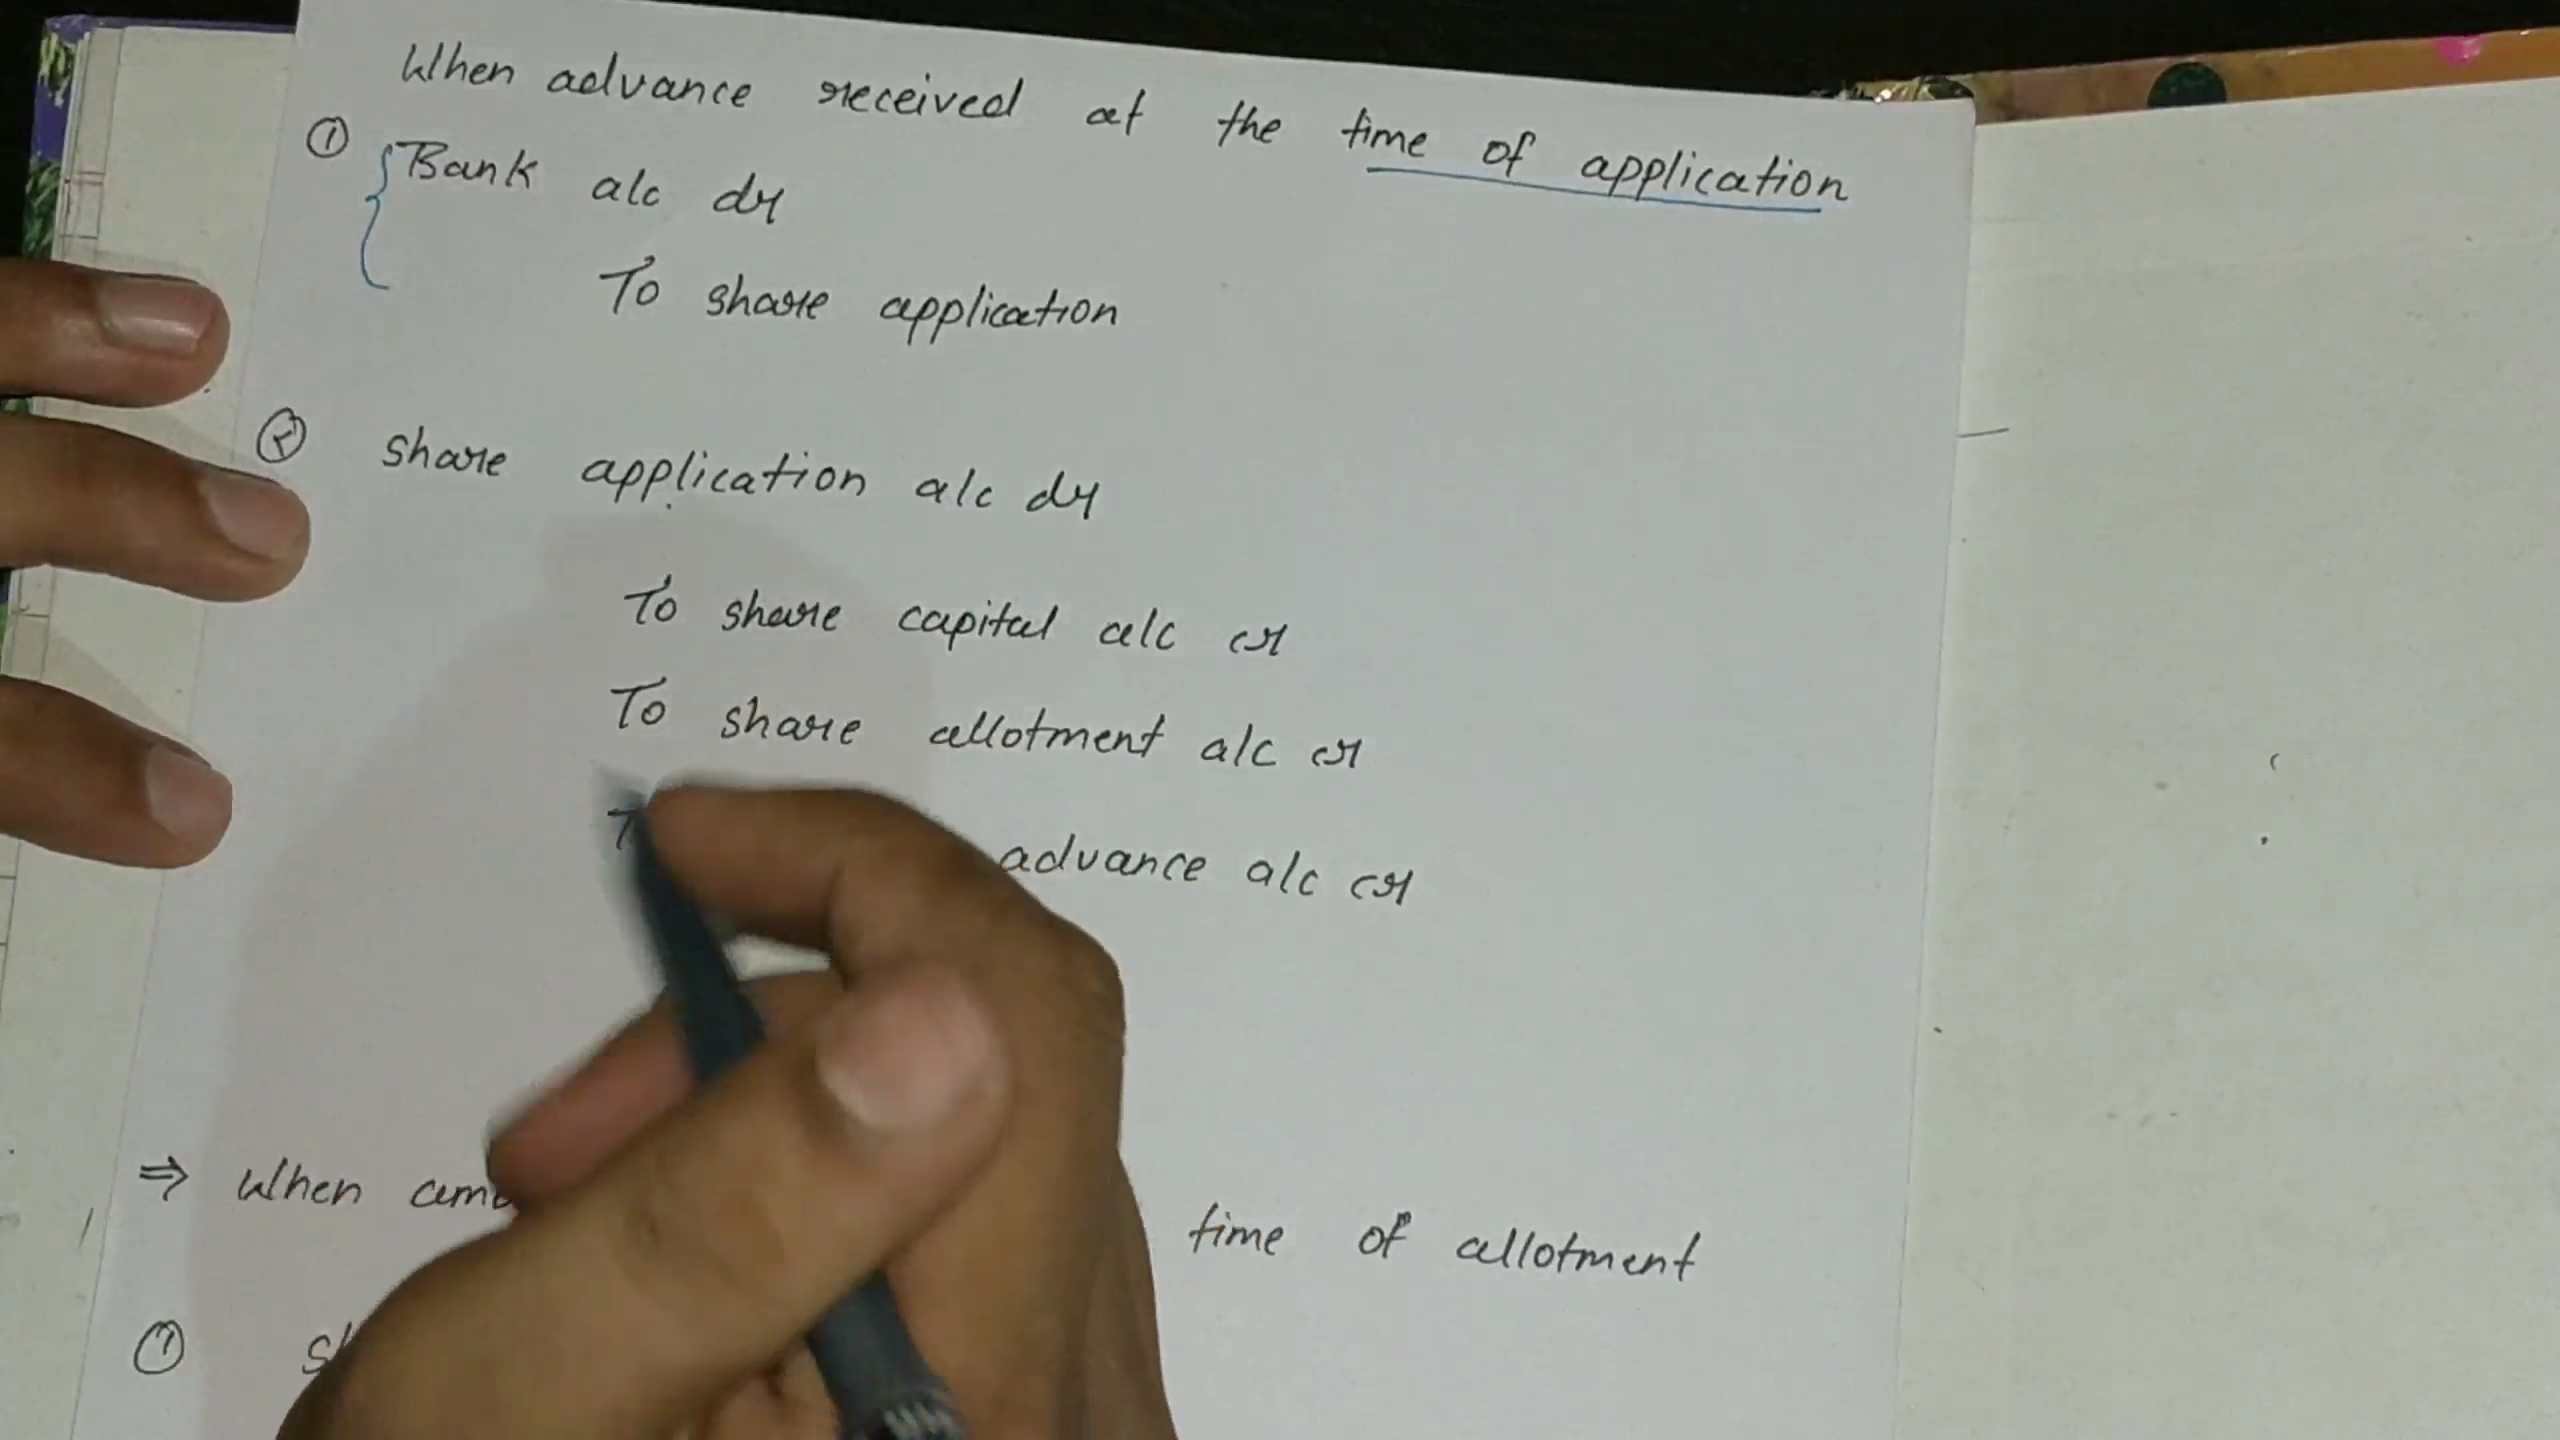 When advance received at the time of application
① Bank a/c dr
To share application
② share application a/c dr
To share capital a/c cr
To share allotment a/c cr
advance a/c cr
⇒ When time of allotment
①